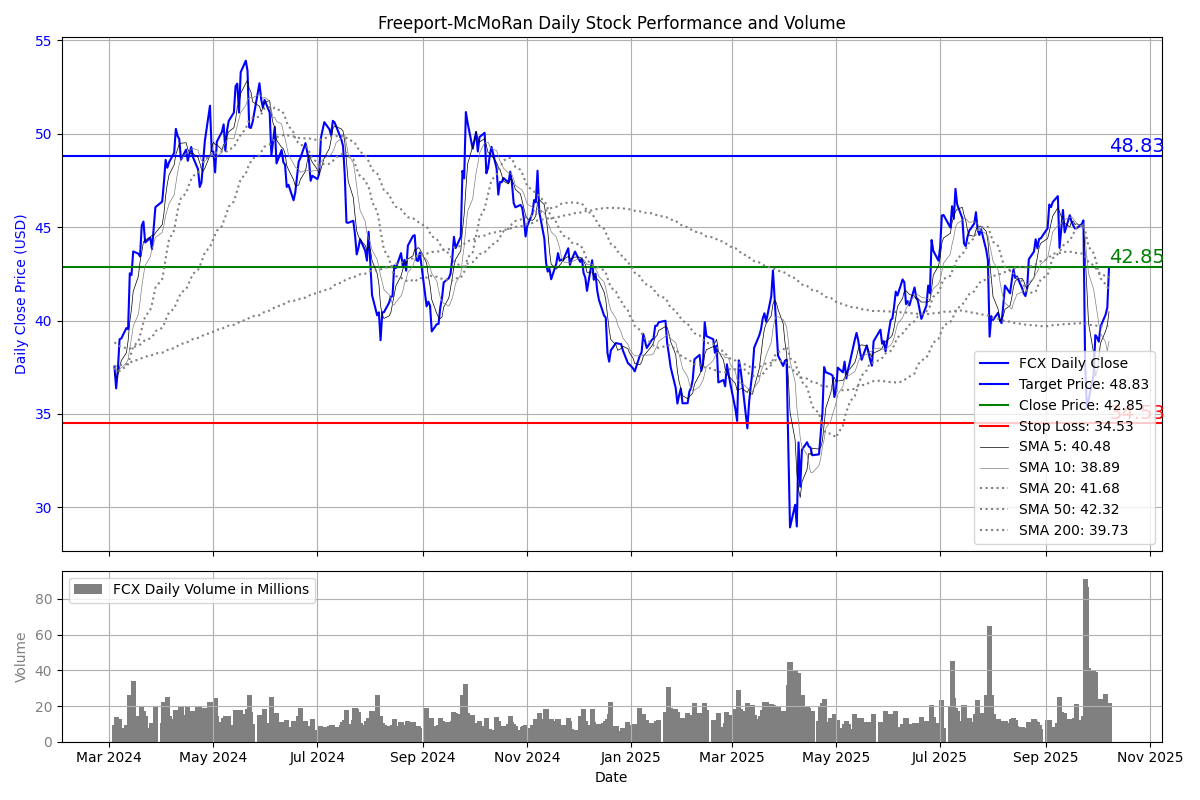 Freeport-McMoRan Daily Stock Performance and Volume
Daily Close Price (USD)
55
50
45
40
35
30
48.83
42.85
34.53
FCX Daily Close
Target Price: 48.83
Close Price: 42.85
Stop Loss: 34.53
SMA 5: 40.48
SMA 10: 38.89
SMA 20: 41.68
SMA 50: 42.32
SMA 200: 39.73
FCX Daily Volume in Millions
Volume
80
60
40
20
0
Mar 2024
May 2024
Jul 2024
Sep 2024
Nov 2024
Jan 2025
Mar 2025
May 2025
Jul 2025
Sep 2025
Nov 2025
Date